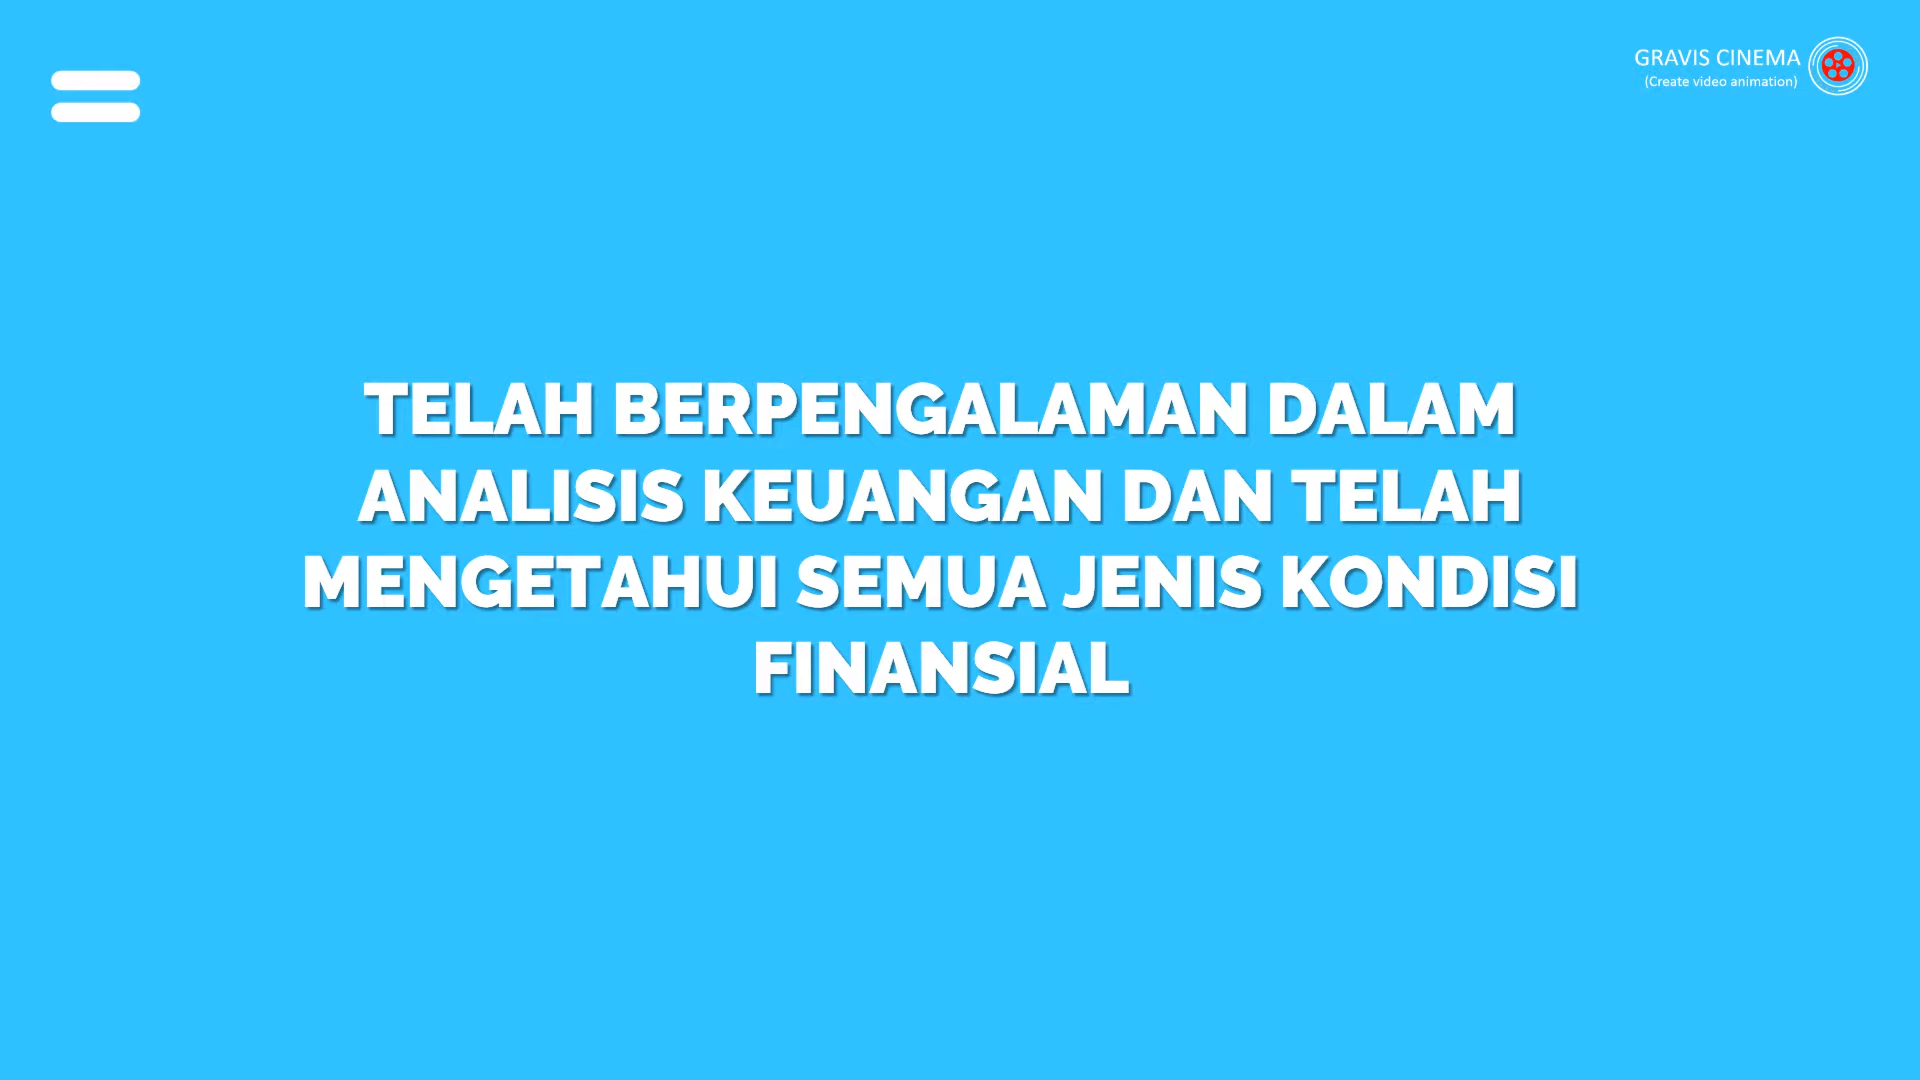 GRAVIS CINEMA
(Create video animation)
TELAH BERPENGALAMAN DALAM
ANALISIS KEUANGAN DAN TELAH
MENGETAHUI SEMUA JENIS KONDISI
FINANSIAL